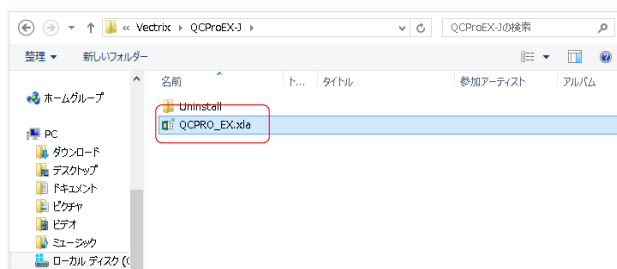 « Vectrix ▸ QCProEX-J ▸
QCProEX-Jの検索
整理 ▼ 新しいフォルダー
名前 ト... タイトル 参加アーティスト アルバム
ホームグループ
Uninstall
QCPRO_EX.xla
PC
ダウンロード
デスクトップ
ドキュメント
ピクチャ
ビデオ
ミュージック
ローカル ディスク (C